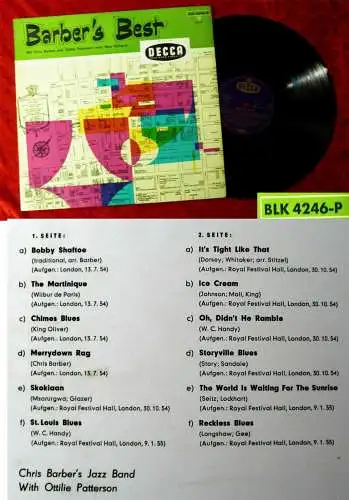 Barber's Best
DECCA
BLK 4246-P
1. SEITE:
a) Bobby Shaftoe
(traditional, arr. Barber)
(Aufgen.: London, 13. 7. 54)
b) The Martinique
(Wilbur de Paris)
(Aufgen.: London, 13. 7. 54)
c) Chimes Blues
(King Oliver)
(Aufgen.: London, 13. 7. 54)
d) Merrydown Rag
(Chris Barber)
(Aufgen.: London, 13. 7. 54)
e) Skokiaan
(Msarurgwa; Glazer)
(Aufgen.: Royal Festival Hall, London, 30. 10. 54)
f) St. Louis Blues
(W. C. Handy)
(Aufgen.: Royal Festival Hall, London, 9. 1. 55)
2. SEITE:
a) It's Tight Like That
(Dorsey; Whitaker; arr. Stitzel)
(Aufgen.: Royal Festival Hall, London, 30. 10. 54)
b) Ice Cream
(Johnson; Moll, King)
(Aufgen.: Royal Festival Hall, London, 30. 10. 54)
c) Oh, Didn't He Ramble
(W. C. Handy)
(Aufgen.: Royal Festival Hall, London, 30. 10. 54)
d) Storyville Blues
(Story; Sandale)
(Aufgen.: Royal Festival Hall, London, 30. 10. 54)
e) The World Is Waiting For The Sunrise
(Seitz, Lockhart)
(Aufgen.: Royal Festival Hall, London, 9. 1. 55)
f) Reckless Blues
(Longshaw; Gee)
(Aufgen.: Royal Festival Hall, London, 9. 1. 55)
Chris Barber's Jazz Band
With Ottilie Patterson